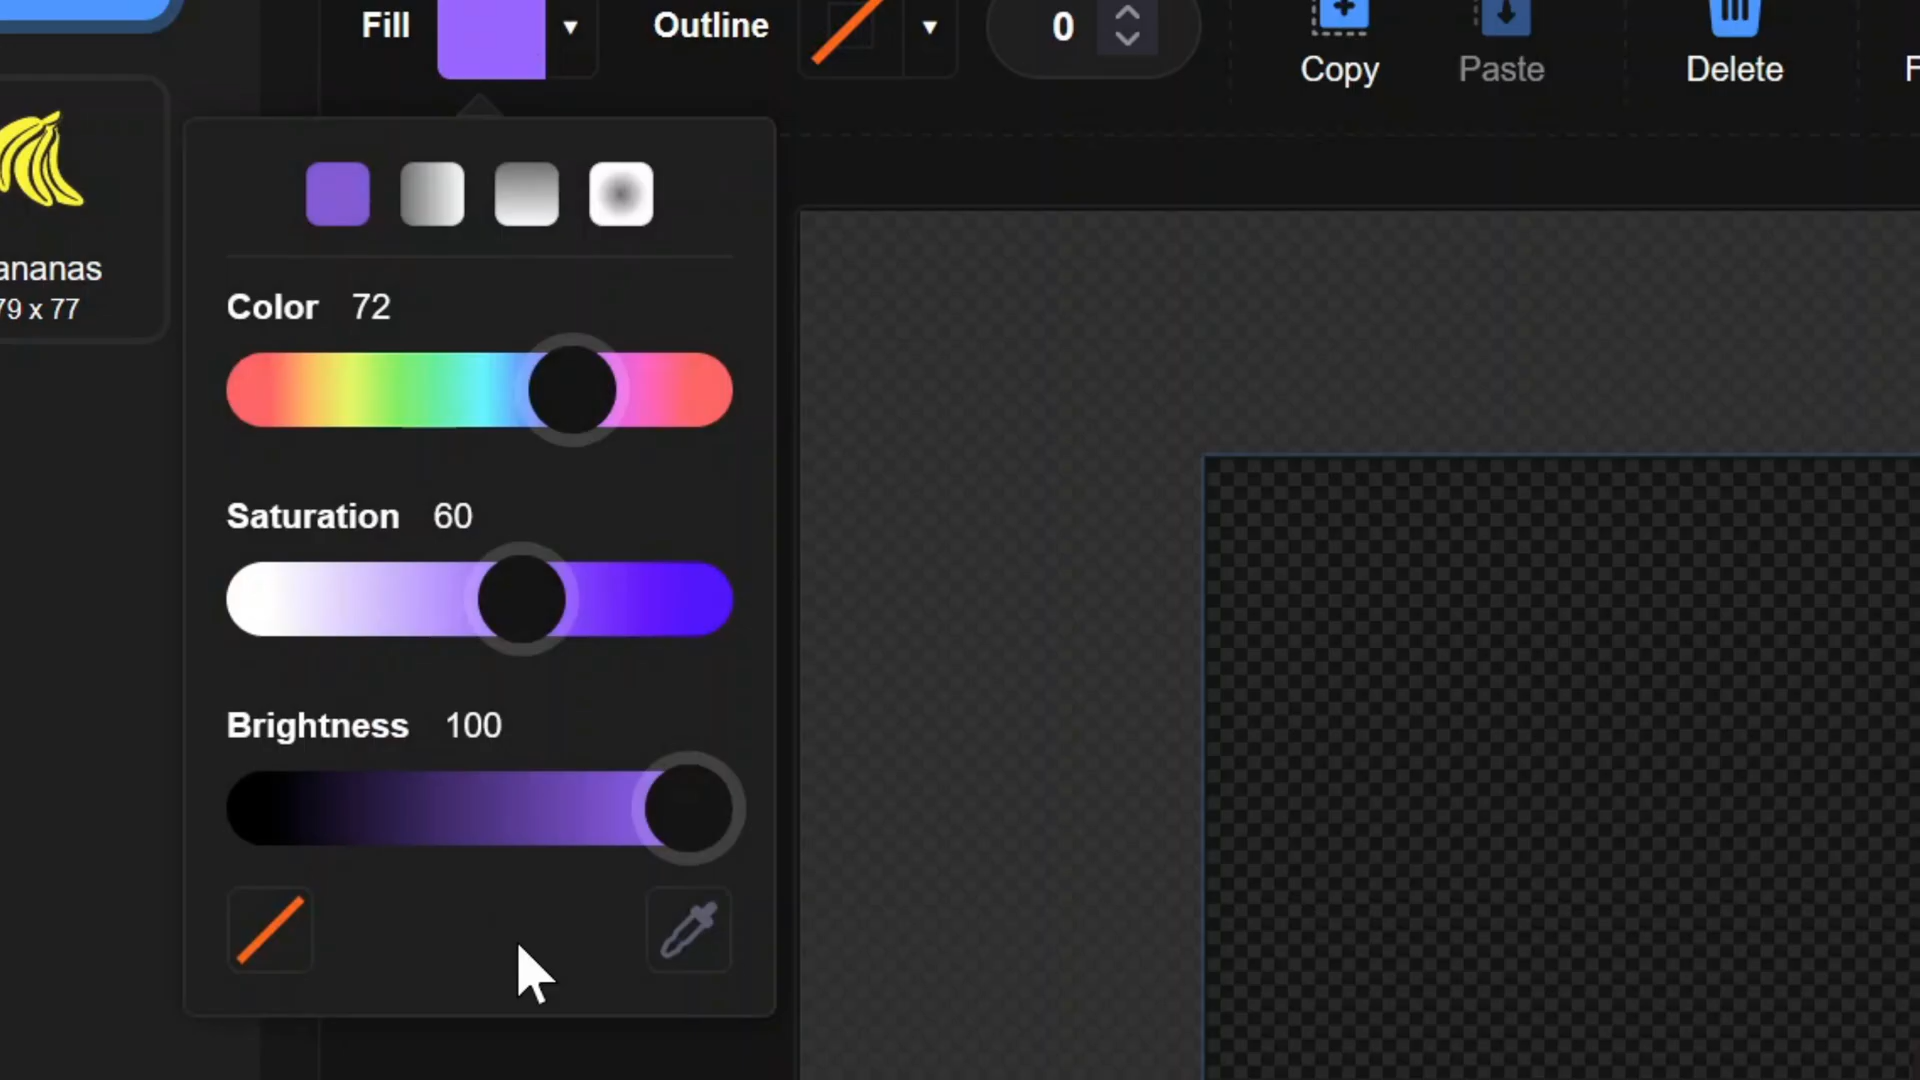 Fill
Outline
0
Copy
Paste
Delete
ananas
79 x 77
Color 72
Saturation 60
Brightness 100